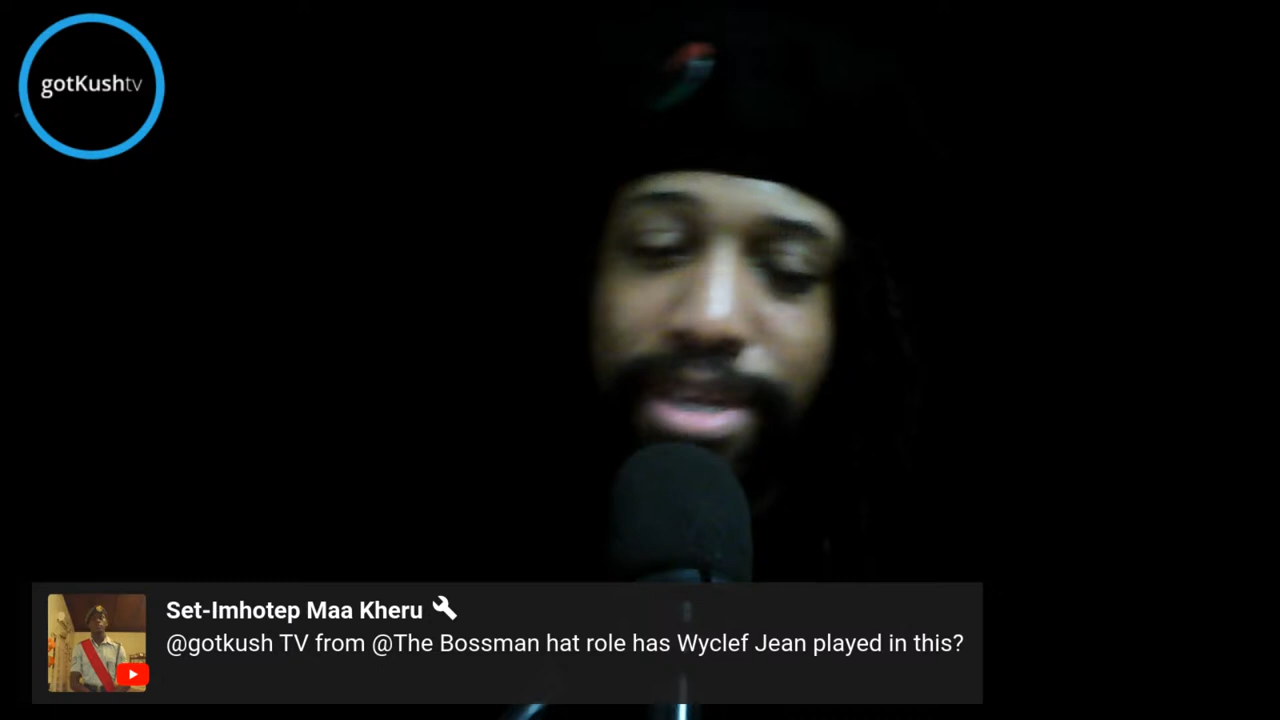 gotKushtv
Set-Imhotep Maa Kheru
@gotkush TV from @The Bossman hat role has Wyclef Jean played in this?